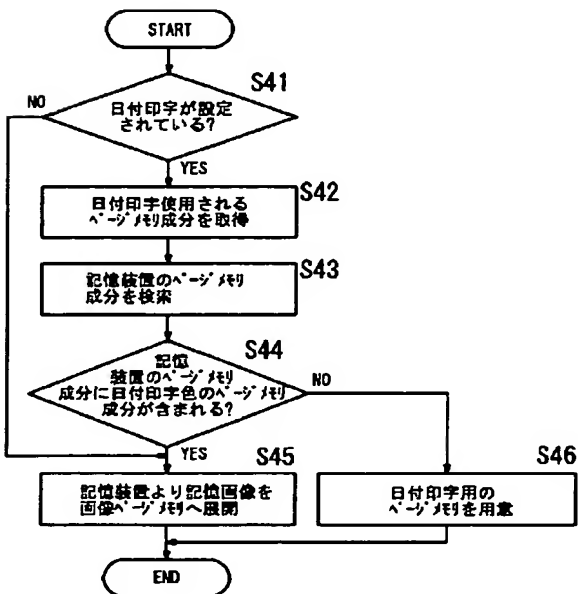 START
S41
NO
日付印字が設定
されている?
YES
S42
日付印字使用される
ページメモリ成分を取得
S43
記憶装置のページメモリ
成分を検索
S44
記憶
装置のページメモリ
成分に日付印字色のページメモリ
成分が含まれる?
NO
YES
S45
記憶装置より記憶画像を
画像ページメモリへ展開
S46
日付印字用の
ページメモリを用意
END